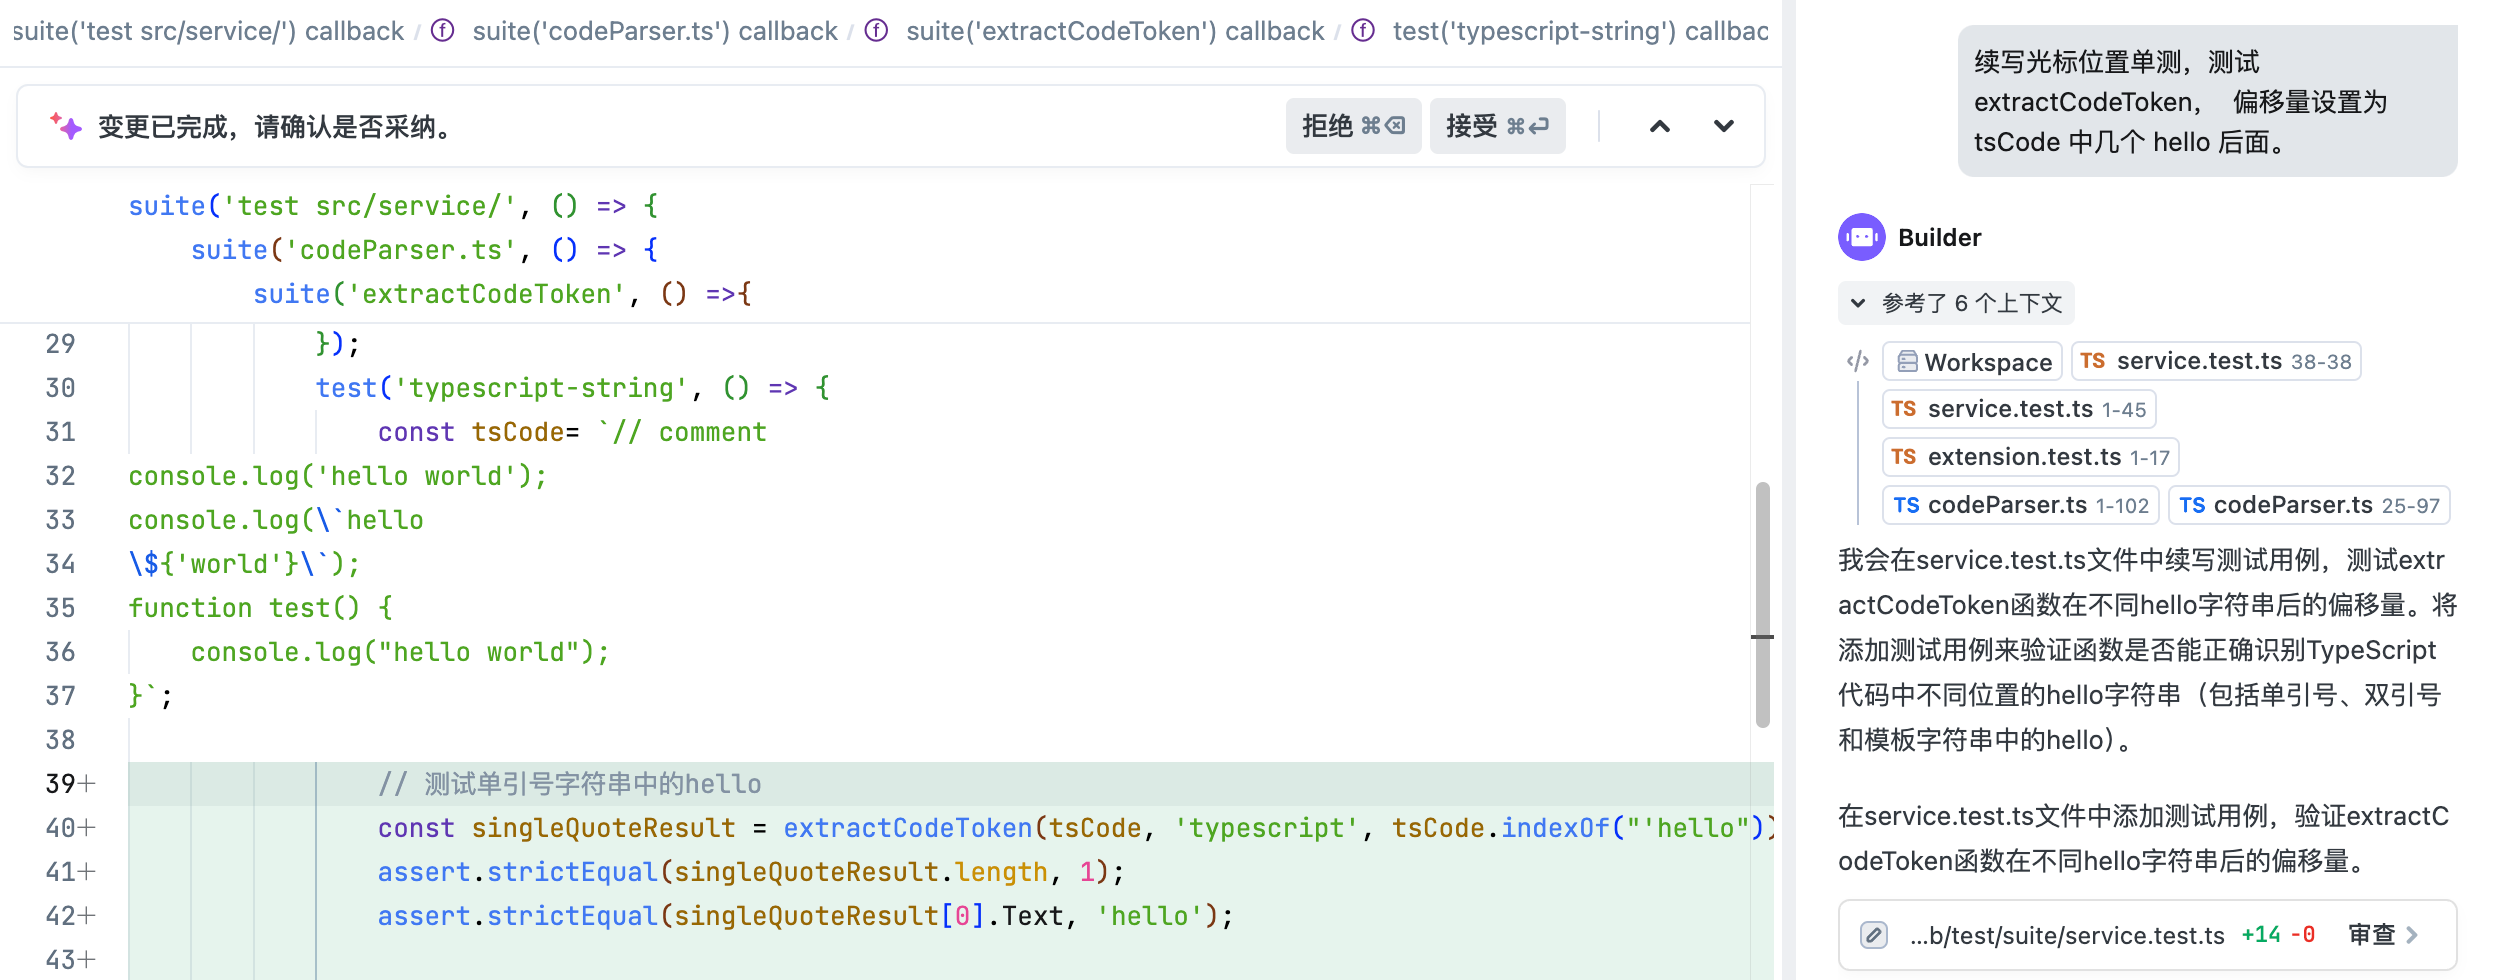 suite('test src/service/') callback / suite('codeParser.ts') callback / suite('extractCodeToken') callback / test('typescript-string') callbac
变更已完成，请确认是否采纳。
拒绝 ⌘⌫
接受 ⌘↩
suite('test src/service/', () => {
    suite('codeParser.ts', () => {
        suite('extractCodeToken', () =>{
29            });
30            test('typescript-string', () => {
31                const tsCode= `// comment
32 console.log('hello world');
33 console.log(\`hello
34 \${'world'}\`);
35 function test() {
36     console.log("hello world");
37 }`;
38
39+                // 测试单引号字符串中的hello
40+                const singleQuoteResult = extractCodeToken(tsCode, 'typescript', tsCode.indexOf("'hello"))
41+                assert.strictEqual(singleQuoteResult.length, 1);
42+                assert.strictEqual(singleQuoteResult[0].Text, 'hello');
43+
续写光标位置单测，测试
extractCodeToken， 偏移量设置为
tsCode 中几个 hello 后面。
Builder
参考了 6 个上下文
Workspace
TS service.test.ts 38-38
TS service.test.ts 1-45
TS extension.test.ts 1-17
TS codeParser.ts 1-102
TS codeParser.ts 25-97
我会在service.test.ts文件中续写测试用例，测试extr
actCodeToken函数在不同hello字符串后的偏移量。将
添加测试用例来验证函数是否能正确识别TypeScript
代码中不同位置的hello字符串（包括单引号、双引号
和模板字符串中的hello）。
在service.test.ts文件中添加测试用例，验证extractC
odeToken函数在不同hello字符串后的偏移量。
...b/test/suite/service.test.ts +14 -0 审查